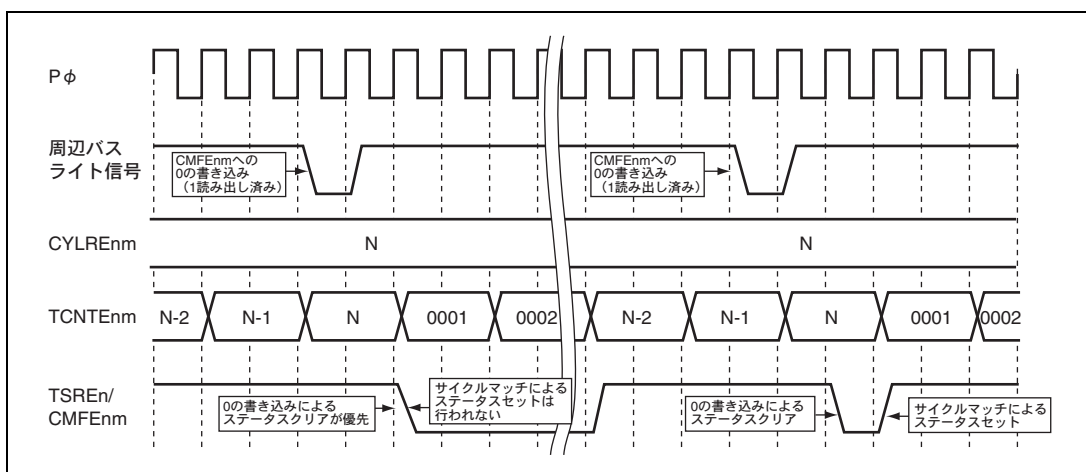 Pφ
周辺バス
ライト信号
CMFEnmへの
0の書き込み
（1読み出し済み）
CMFEnmへの
0の書き込み
（1読み出し済み）
CYLREnm
N
N
TCNTEnm
N-2
N-1
N
0001
0002
N-2
N-1
N
0001
0002
TSREn/
CMFEnm
0の書き込みによる
ステータスクリアが優先
サイクルマッチによる
ステータスセットは
行われない
0の書き込みによる
ステータスクリア
サイクルマッチによる
ステータスセット